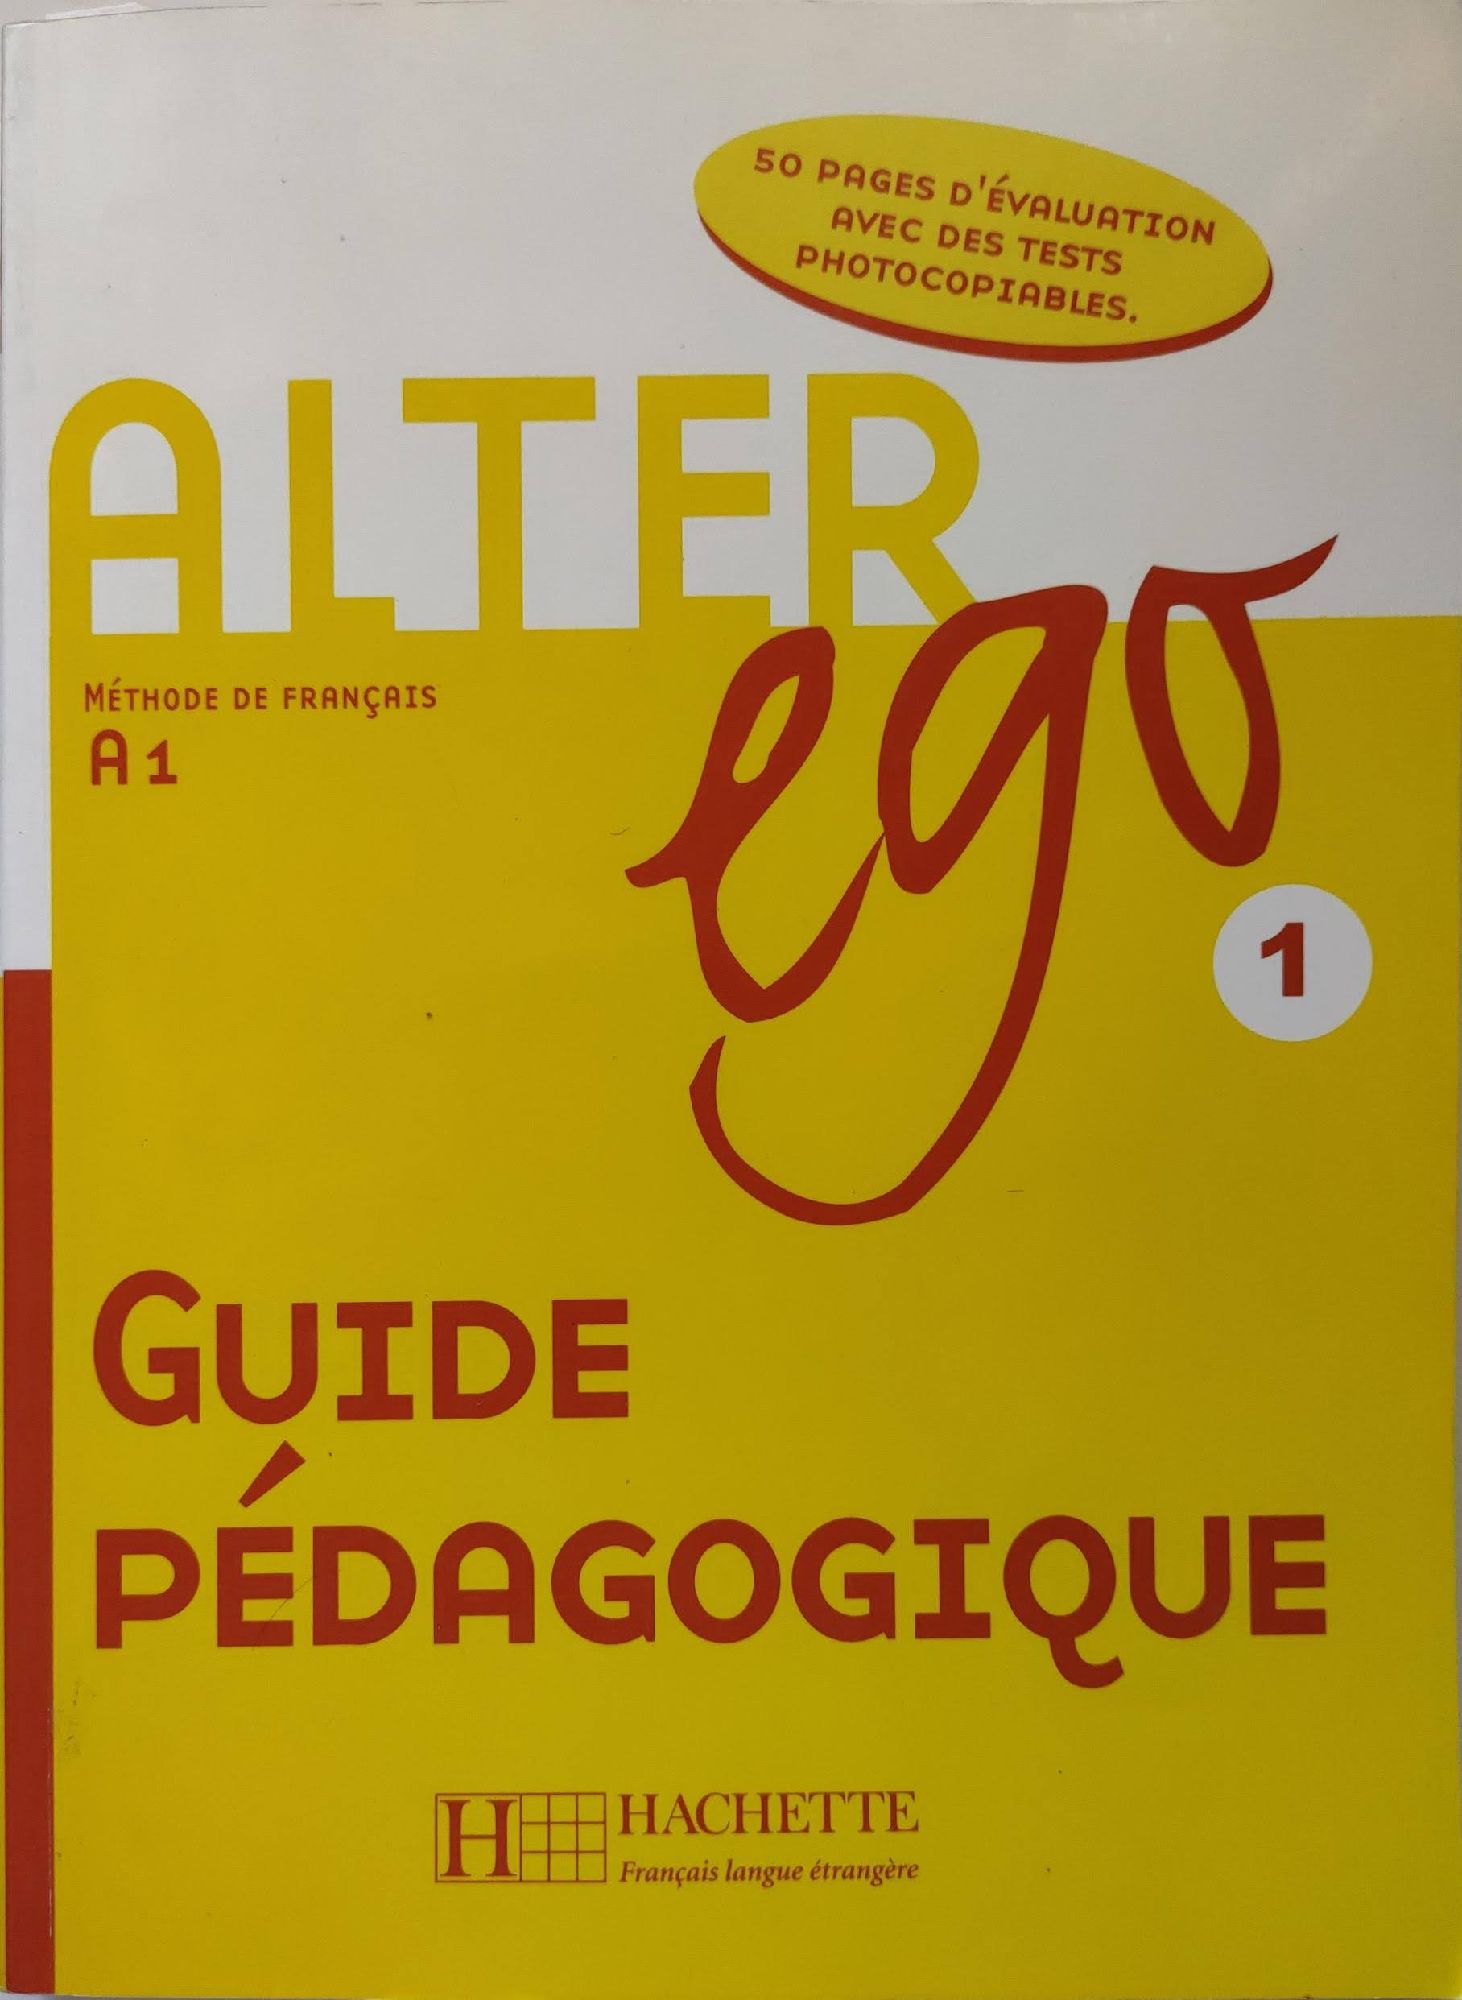 50 PAGES D'ÉVALUATION
AVEC DES TESTS
PHOTOCOPIABLES.
ALTER
ego
MÉTHODE DE FRANÇAIS
A1
1
GUIDE
PÉDAGOGIQUE
H HACHETTE
Français langue étrangère